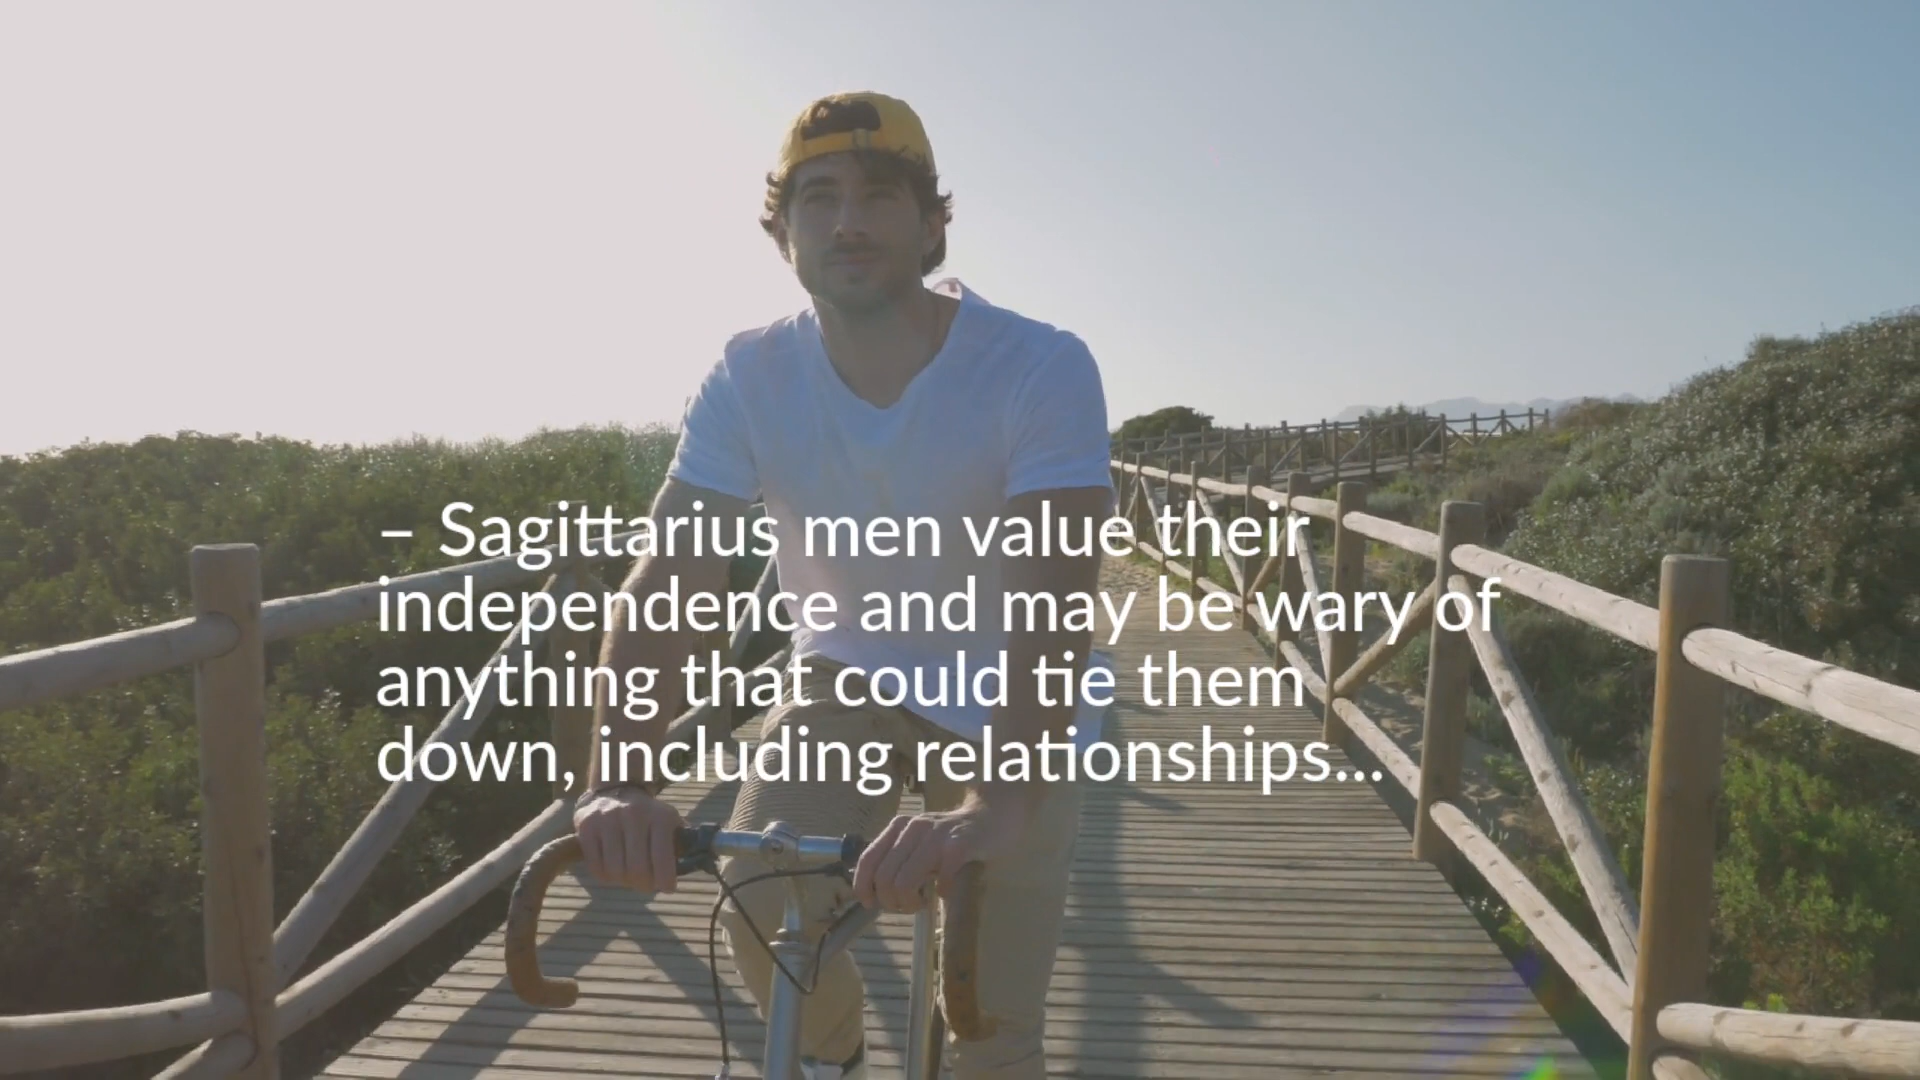 – Sagittarius men value their
independence and may be wary of
anything that could tie them
down, including relationships...